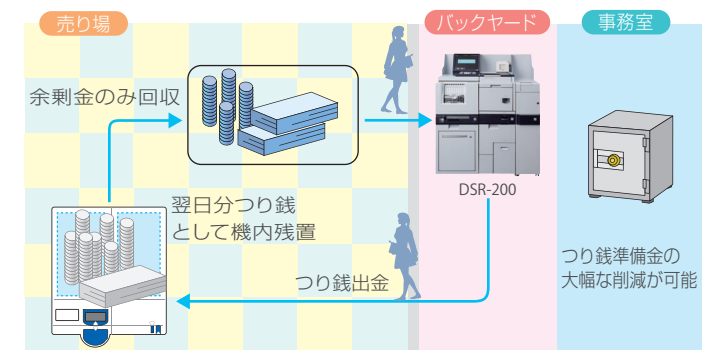 売り場
バックヤード
事務室
余剰金のみ回収
DSR-200
翌日分つり銭
として機内残置
つり銭出金
つり銭準備金の
大幅な削減が可能